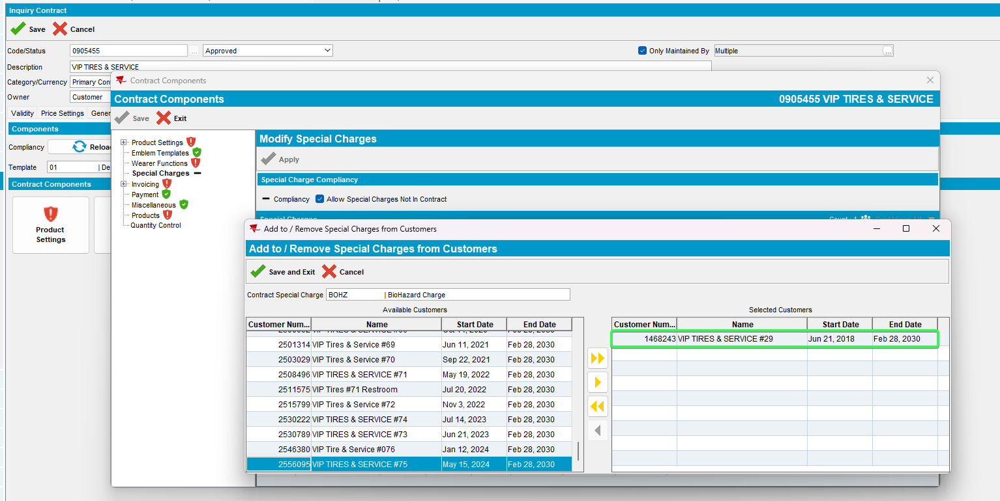 Inquiry Contract
Save Cancel
Code/Status 0905455 ... Approved Only Maintained By Multiple ...
Description VIP TIRES & SERVICE
Category/Currency Primary Con
Owner Customer
Validity Price Settings Gener
Components
Compliancy Reloa
Template 01 | De
Contract Components
Product
Settings
Contract Components
Contract Components 0905455 VIP TIRES & SERVICE
Save Exit
Product Settings
Emblem Templates
Wearer Functions
Special Charges
Invoicing
Payment
Miscellaneous
Products
Quantity Control
Modify Special Charges
Apply
Special Charge Compliancy
Compliancy Allow Special Charges Not In Contract
Special Charges Count : 1
Add to / Remove Special Charges from Customers
Add to / Remove Special Charges from Customers
Save and Exit Cancel
Contract Special Charge BOHZ | BioHazard Charge
Available Customers
Customer Num... Name Start Date End Date
2501314 VIP Tires & Service #69 Jun 11, 2021 Feb 28, 2030
2503029 VIP Tires & Service #70 Sep 22, 2021 Feb 28, 2030
2508496 VIP TIRES & SERVICE #71 May 19, 2022 Feb 28, 2030
2511575 VIP Tires #71 Restroom Jul 20, 2022 Feb 28, 2030
2515799 VIP Tires & Service #72 Nov 3, 2022 Feb 28, 2030
2530222 VIP TIRES & SERVICE #74 Jul 14, 2023 Feb 28, 2030
2530789 VIP TIRES & SERVICE #73 Jun 21, 2023 Feb 28, 2030
2546380 VIP Tire & Service #076 Jan 12, 2024 Feb 28, 2030
2556095 VIP TIRES & SERVICE #75 May 15, 2024 Feb 28, 2030
Selected Customers
Customer Num... Name Start Date End Date
1468243 VIP TIRES & SERVICE #29 Jun 21, 2018 Feb 28, 2030